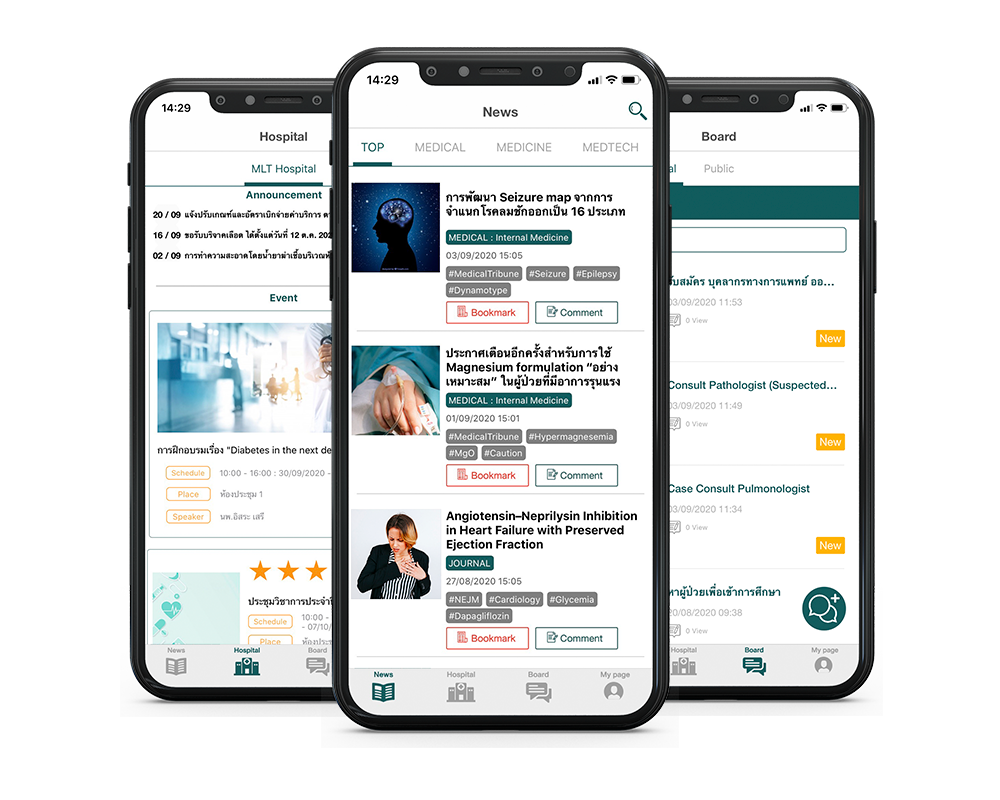 14:29
Hospital
MLT Hospital
Announcement
20 / 09 แจ้งปรับเกณฑ์และอัตราเบิกจ่ายค่าบริการ
16 / 09 ขอรับบริจาคเลือด ได้ตั้งแต่วันที่ 12 ต.ค. 202
02 / 09 การทำความสะอาดโดยน้ำยาฆ่าเชื้อบริเวณ
Event
การฝึกอบรมเรื่อง "Diabetes in the next de
Schedule 10:00 - 16:00 : 30/09/2020 -
Place ห้องประชุม 1
Speaker นพ.อิสระ เสรี
ประชุมวิชาการประจำปี
Schedule 10:00 -
- 07/10/
Place ห้องประ
News Hospital Board
14:29
News
TOP MEDICAL MEDICINE MEDTECH
การพัฒนา Seizure map จากการ
จำแนกโรคลมชักออกเป็น 16 ประเภท
MEDICAL : Internal Medicine
03/09/2020 15:05
#MedicalTribune #Seizure #Epilepsy
#Dynamotype
Bookmark Comment
ประกาศเตือนอีกครั้งสำหรับการใช้
Magnesium formulation "อย่าง
เหมาะสม" ในผู้ป่วยที่มีอาการรุนแรง
MEDICAL : Internal Medicine
01/09/2020 15:01
#MedicalTribune #Hypermagnesemia
#MgO #Caution
Bookmark Comment
Angiotensin–Neprilysin Inhibition
in Heart Failure with Preserved
Ejection Fraction
JOURNAL
27/08/2020 15:05
#NEJM #Cardiology #Glycemia
#Dapagliflozin
Bookmark Comment
News Hospital Board My page
Board
al Public
รับสมัคร บุคลากรทางการแพทย์ ออ...
03/09/2020 11:53
0 View
New
Consult Pathologist (Suspected...
03/09/2020 11:49
0 View
New
Case Consult Pulmonologist
03/09/2020 11:34
0 View
New
หาผู้ป่วยเพื่อเข้าการศึกษา
20/08/2020 09:38
0 View
Hospital Board My page